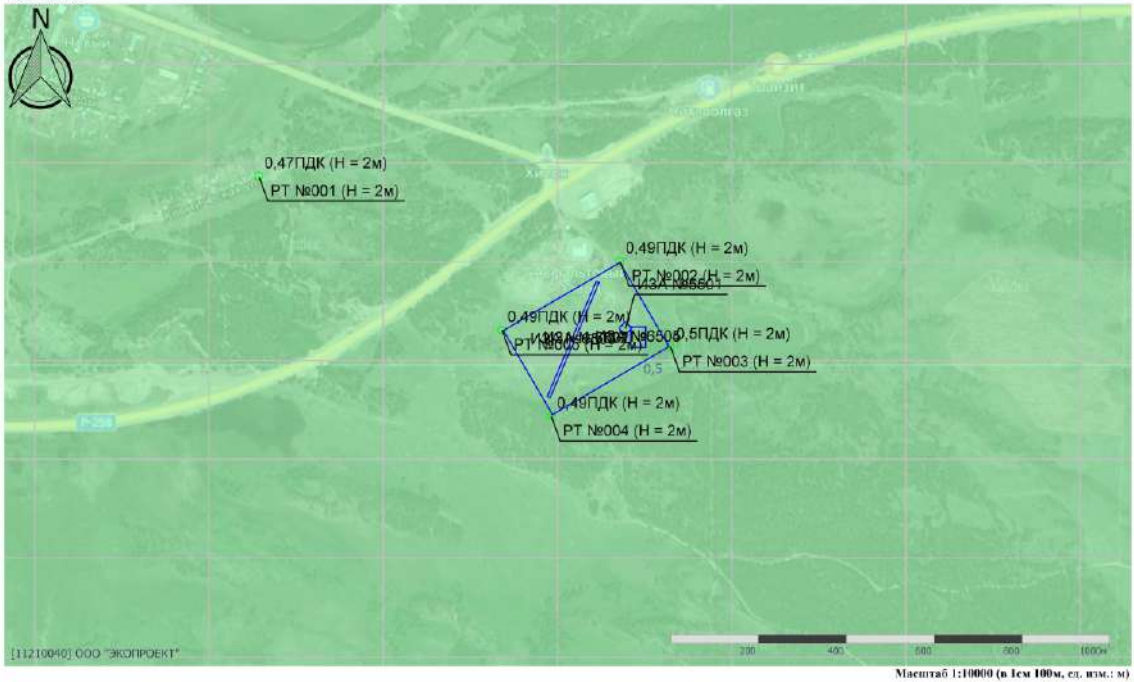 N
0,47ПДК (H = 2м)
РТ №001 (H = 2м)
0,49ПДК (H = 2м)
РТ №002 (H = 2м)
0,49ПДК (H = 2м)
0,5ПДК (H = 2м)
РТ №003 (H = 2м)
0,5
0,49ПДК (H = 2м)
РТ №004 (H = 2м)
[11210040] ООО "ЭКОПРОЕКТ"
200
400
600
800
1000м
Масштаб 1:10000 (в 1см 100м, ед. изм.: м)